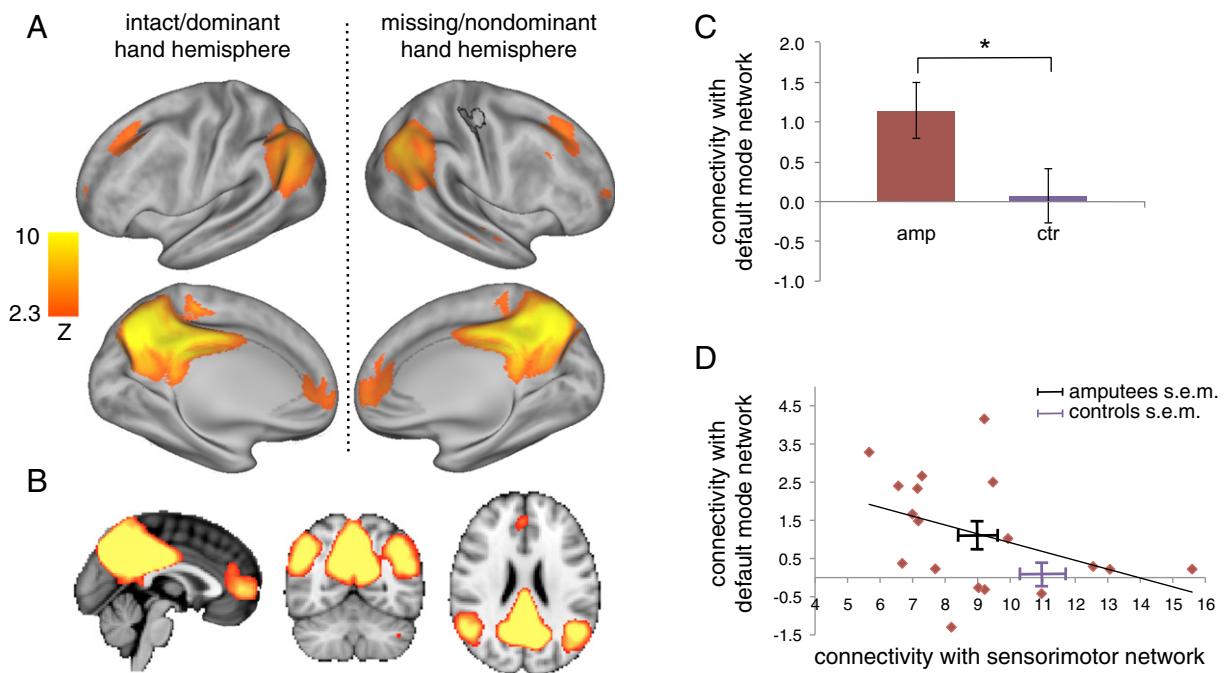 A
intact/dominant
hand hemisphere
missing/nondominant
hand hemisphere
10
2.3
Z
B
C
connectivity with
default mode network
2.0
1.5
1.0
0.5
0.0
-0.5
-1.0
*
amp
ctr
D
connectivity with
default mode network
4.5
3.5
2.5
1.5
0.5
-0.5
-1.5
amputees s.e.m.
controls s.e.m.
4 5 6 7 8 9 10 11 12 13 14 15 16
connectivity with sensorimotor network